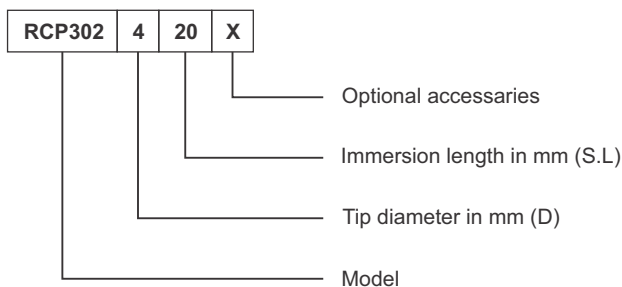 RCP302 4 20 X
Optional accessaries
Immersion length in mm (S.L)
Tip diameter in mm (D)
Model